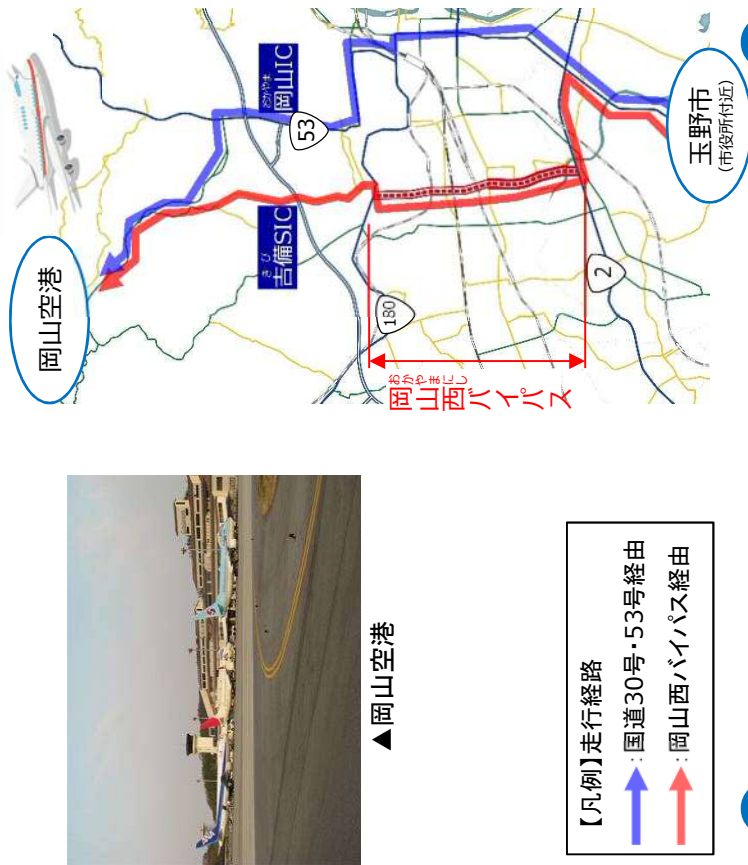 岡山空港
おかやま
岡山IC
53
きび
吉備SIC
180
おかやまにし
岡山西バイパス
2
玉野市
(市役所付近)
▲岡山空港
【凡例】走行経路
:国道30号・53号経由
:岡山西バイパス経由